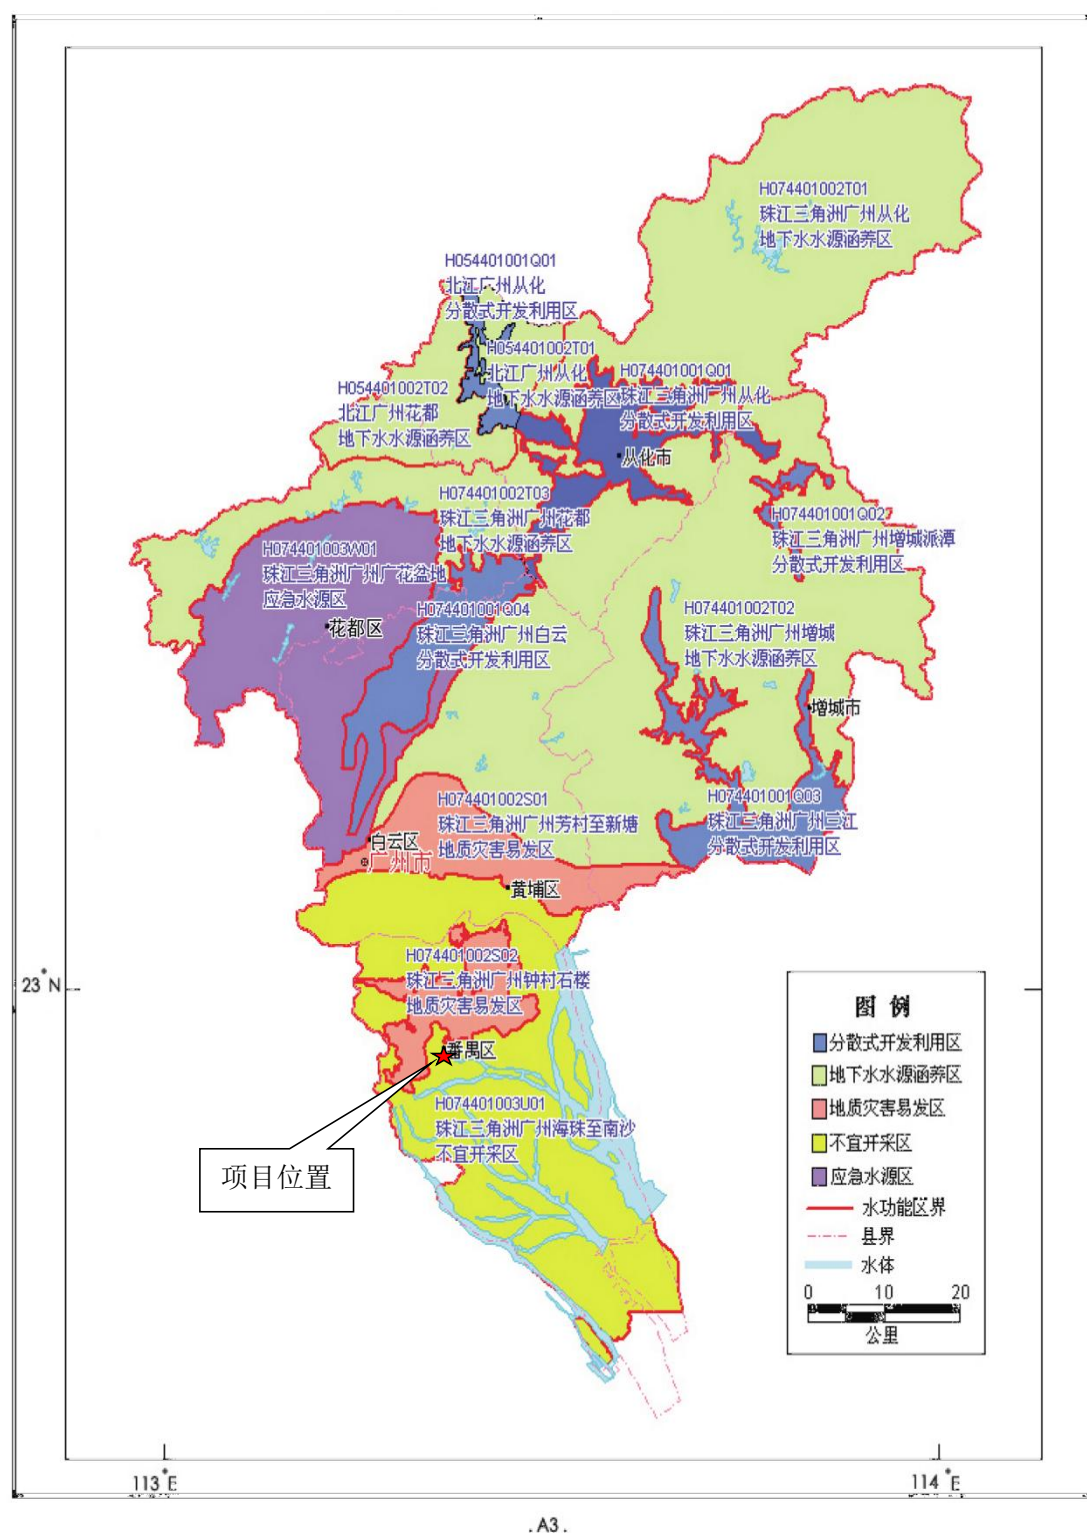 H074401002T01
珠江三角洲广州从化
地下水水源涵养区
H054401001Q01
北江广州从化
分散式开发利用区
H054401002T01
北江广州从化
地下水水源涵养区
H074401001Q01
珠江三角洲广州从化
分散式开发利用区
H054401002T02
北江广州花都
地下水水源涵养区
从化市
H074401002T03
珠江三角洲广州花都
地下水水源涵养区
H074401001Q02
珠江三角洲广州增城派潭
分散式开发利用区
H074401003W01
珠江三角洲广州广花盆地
应急水源区
花都区
H074401001Q04
珠江三角洲广州白云
分散式开发利用区
H074401002T02
珠江三角洲广州增城
地下水水源涵养区
增城市
H074401002S01
珠江三角洲广州芳村至新塘
地质灾害易发区
H074401001Q03
珠江三角洲广州三江
分散式开发利用区
白云区
广州市
黄埔区
H074401002S02
珠江三角洲广州钟村石楼
地质灾害易发区
23°N
番禺区
H074401003U01
珠江三角洲广州海珠至南沙
不宜开采区
项目位置
图例
分散式开发利用区
地下水水源涵养区
地质灾害易发区
不宜开采区
应急水源区
水功能区界
县界
水体
0 10 20
公里
113°E
114°E
. A3 .